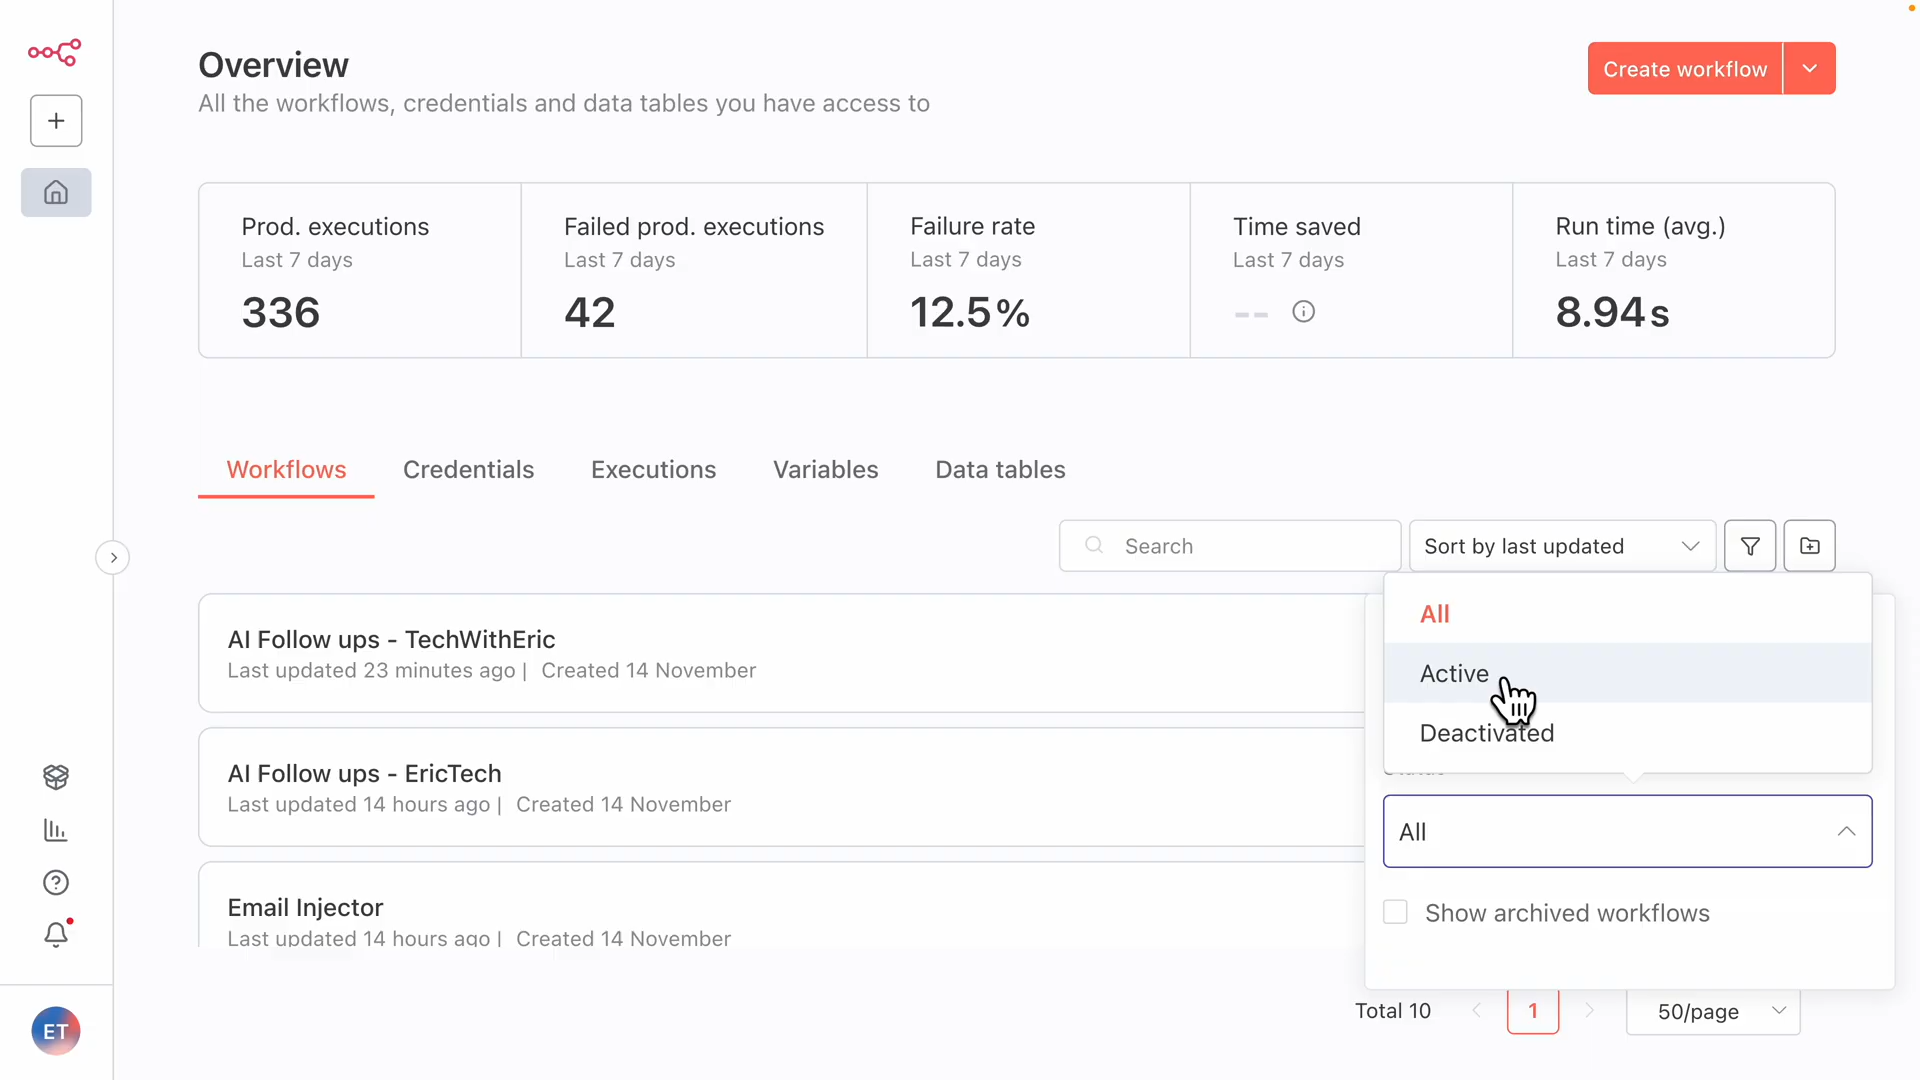 Overview
All the workflows, credentials and data tables you have access to
Create workflow
Prod. executions
Last 7 days
336
Failed prod. executions
Last 7 days
42
Failure rate
Last 7 days
12.5%
Time saved
Last 7 days
--
Run time (avg.)
Last 7 days
8.94s
Workflows
Credentials
Executions
Variables
Data tables
Search
Sort by last updated
All
Active
Deactivated
All
Show archived workflows
AI Follow ups - TechWithEric
Last updated 23 minutes ago | Created 14 November
AI Follow ups - EricTech
Last updated 14 hours ago | Created 14 November
Email Injector
Last updated 14 hours ago | Created 14 November
Total 10
1
50/page
ET